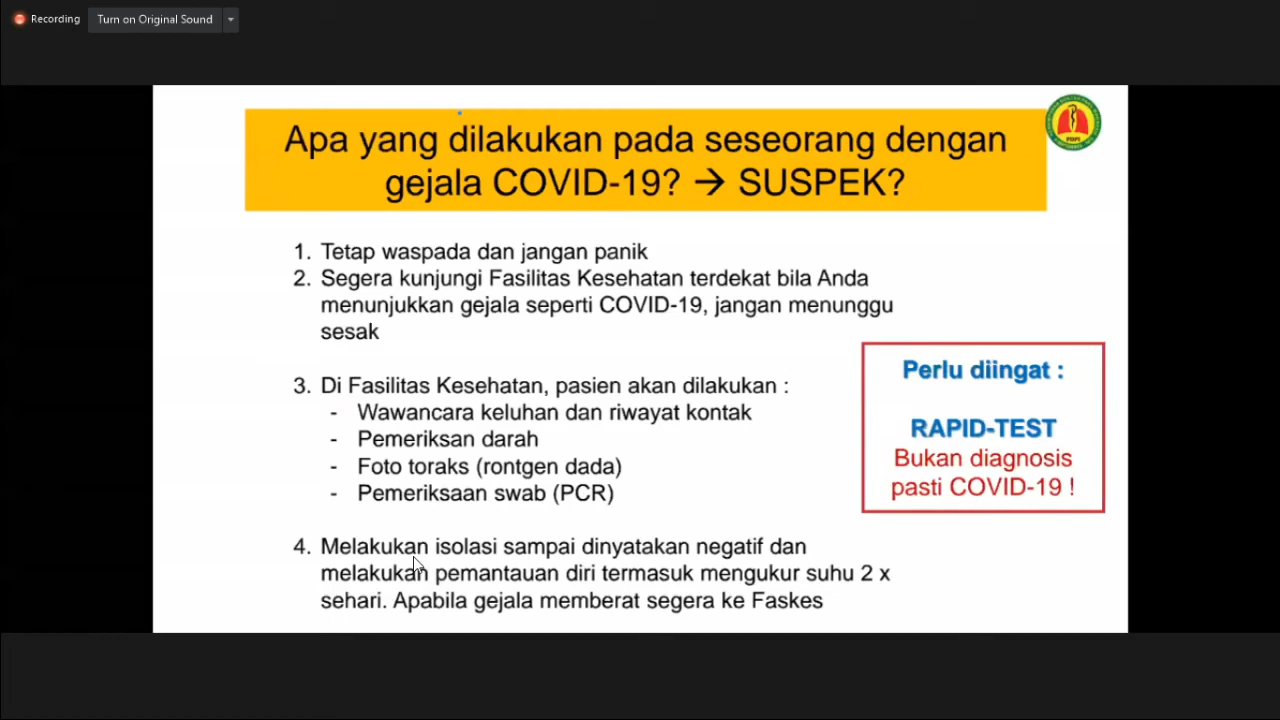 Recording
Turn on Original Sound
Apa yang dilakukan pada seseorang dengan
gejala COVID-19? → SUSPEK?
1. Tetap waspada dan jangan panik
2. Segera kunjungi Fasilitas Kesehatan terdekat bila Anda
menunjukkan gejala seperti COVID-19, jangan menunggu
sesak
3. Di Fasilitas Kesehatan, pasien akan dilakukan :
- Wawancara keluhan dan riwayat kontak
- Pemeriksan darah
- Foto toraks (rontgen dada)
- Pemeriksaan swab (PCR)
4. Melakukan isolasi sampai dinyatakan negatif dan
melakukan pemantauan diri termasuk mengukur suhu 2 x
sehari. Apabila gejala memberat segera ke Faskes
Perlu diingat :
RAPID-TEST
Bukan diagnosis
pasti COVID-19 !